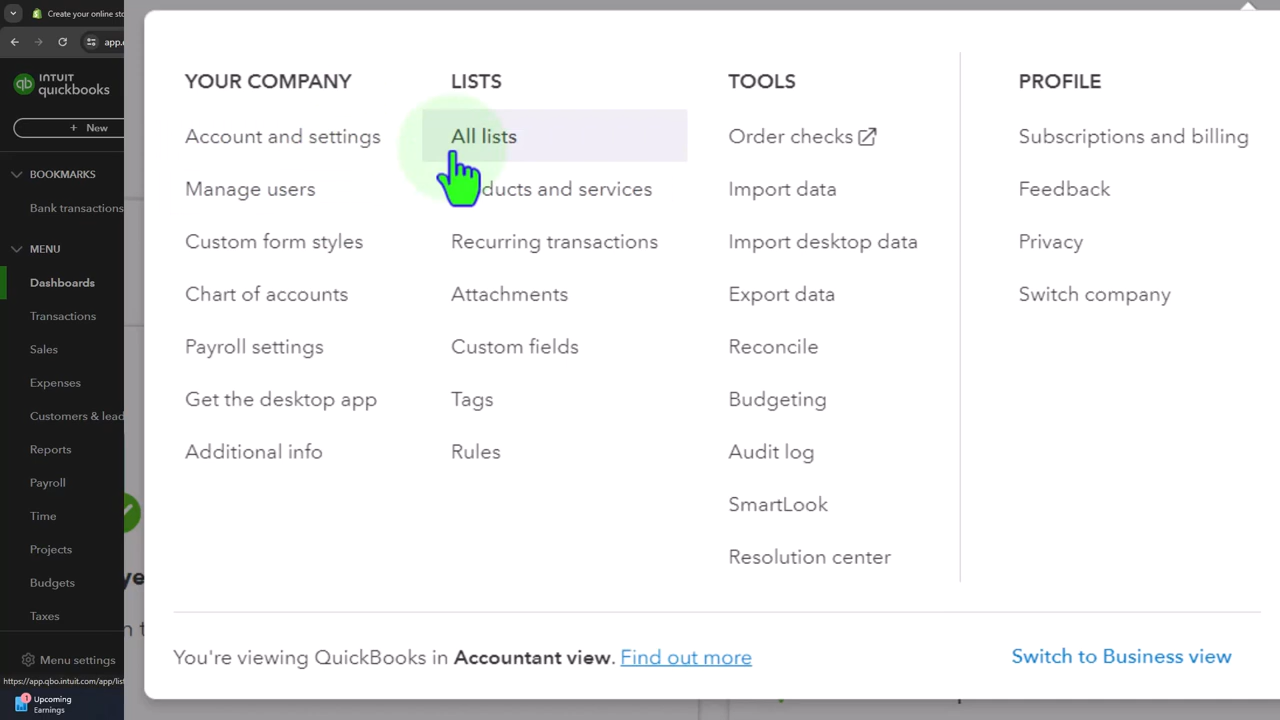 Create your online sto
app.
INTUIT
quickbooks
+ New
BOOKMARKS
Bank transactions
MENU
Dashboards
Transactions
Sales
Expenses
Customers & lead
Reports
Payroll
Time
Projects
Budgets
Taxes
Menu settings
https://app.qbo.intuit.com/app/list
1
Upcoming
Earnings
YOUR COMPANY
Account and settings
Manage users
Custom form styles
Chart of accounts
Payroll settings
Get the desktop app
Additional info
LISTS
All lists
ducts and services
Recurring transactions
Attachments
Custom fields
Tags
Rules
TOOLS
Order checks
Import data
Import desktop data
Export data
Reconcile
Budgeting
Audit log
SmartLook
Resolution center
PROFILE
Subscriptions and billing
Feedback
Privacy
Switch company
You're viewing QuickBooks in Accountant view. Find out more
Switch to Business view